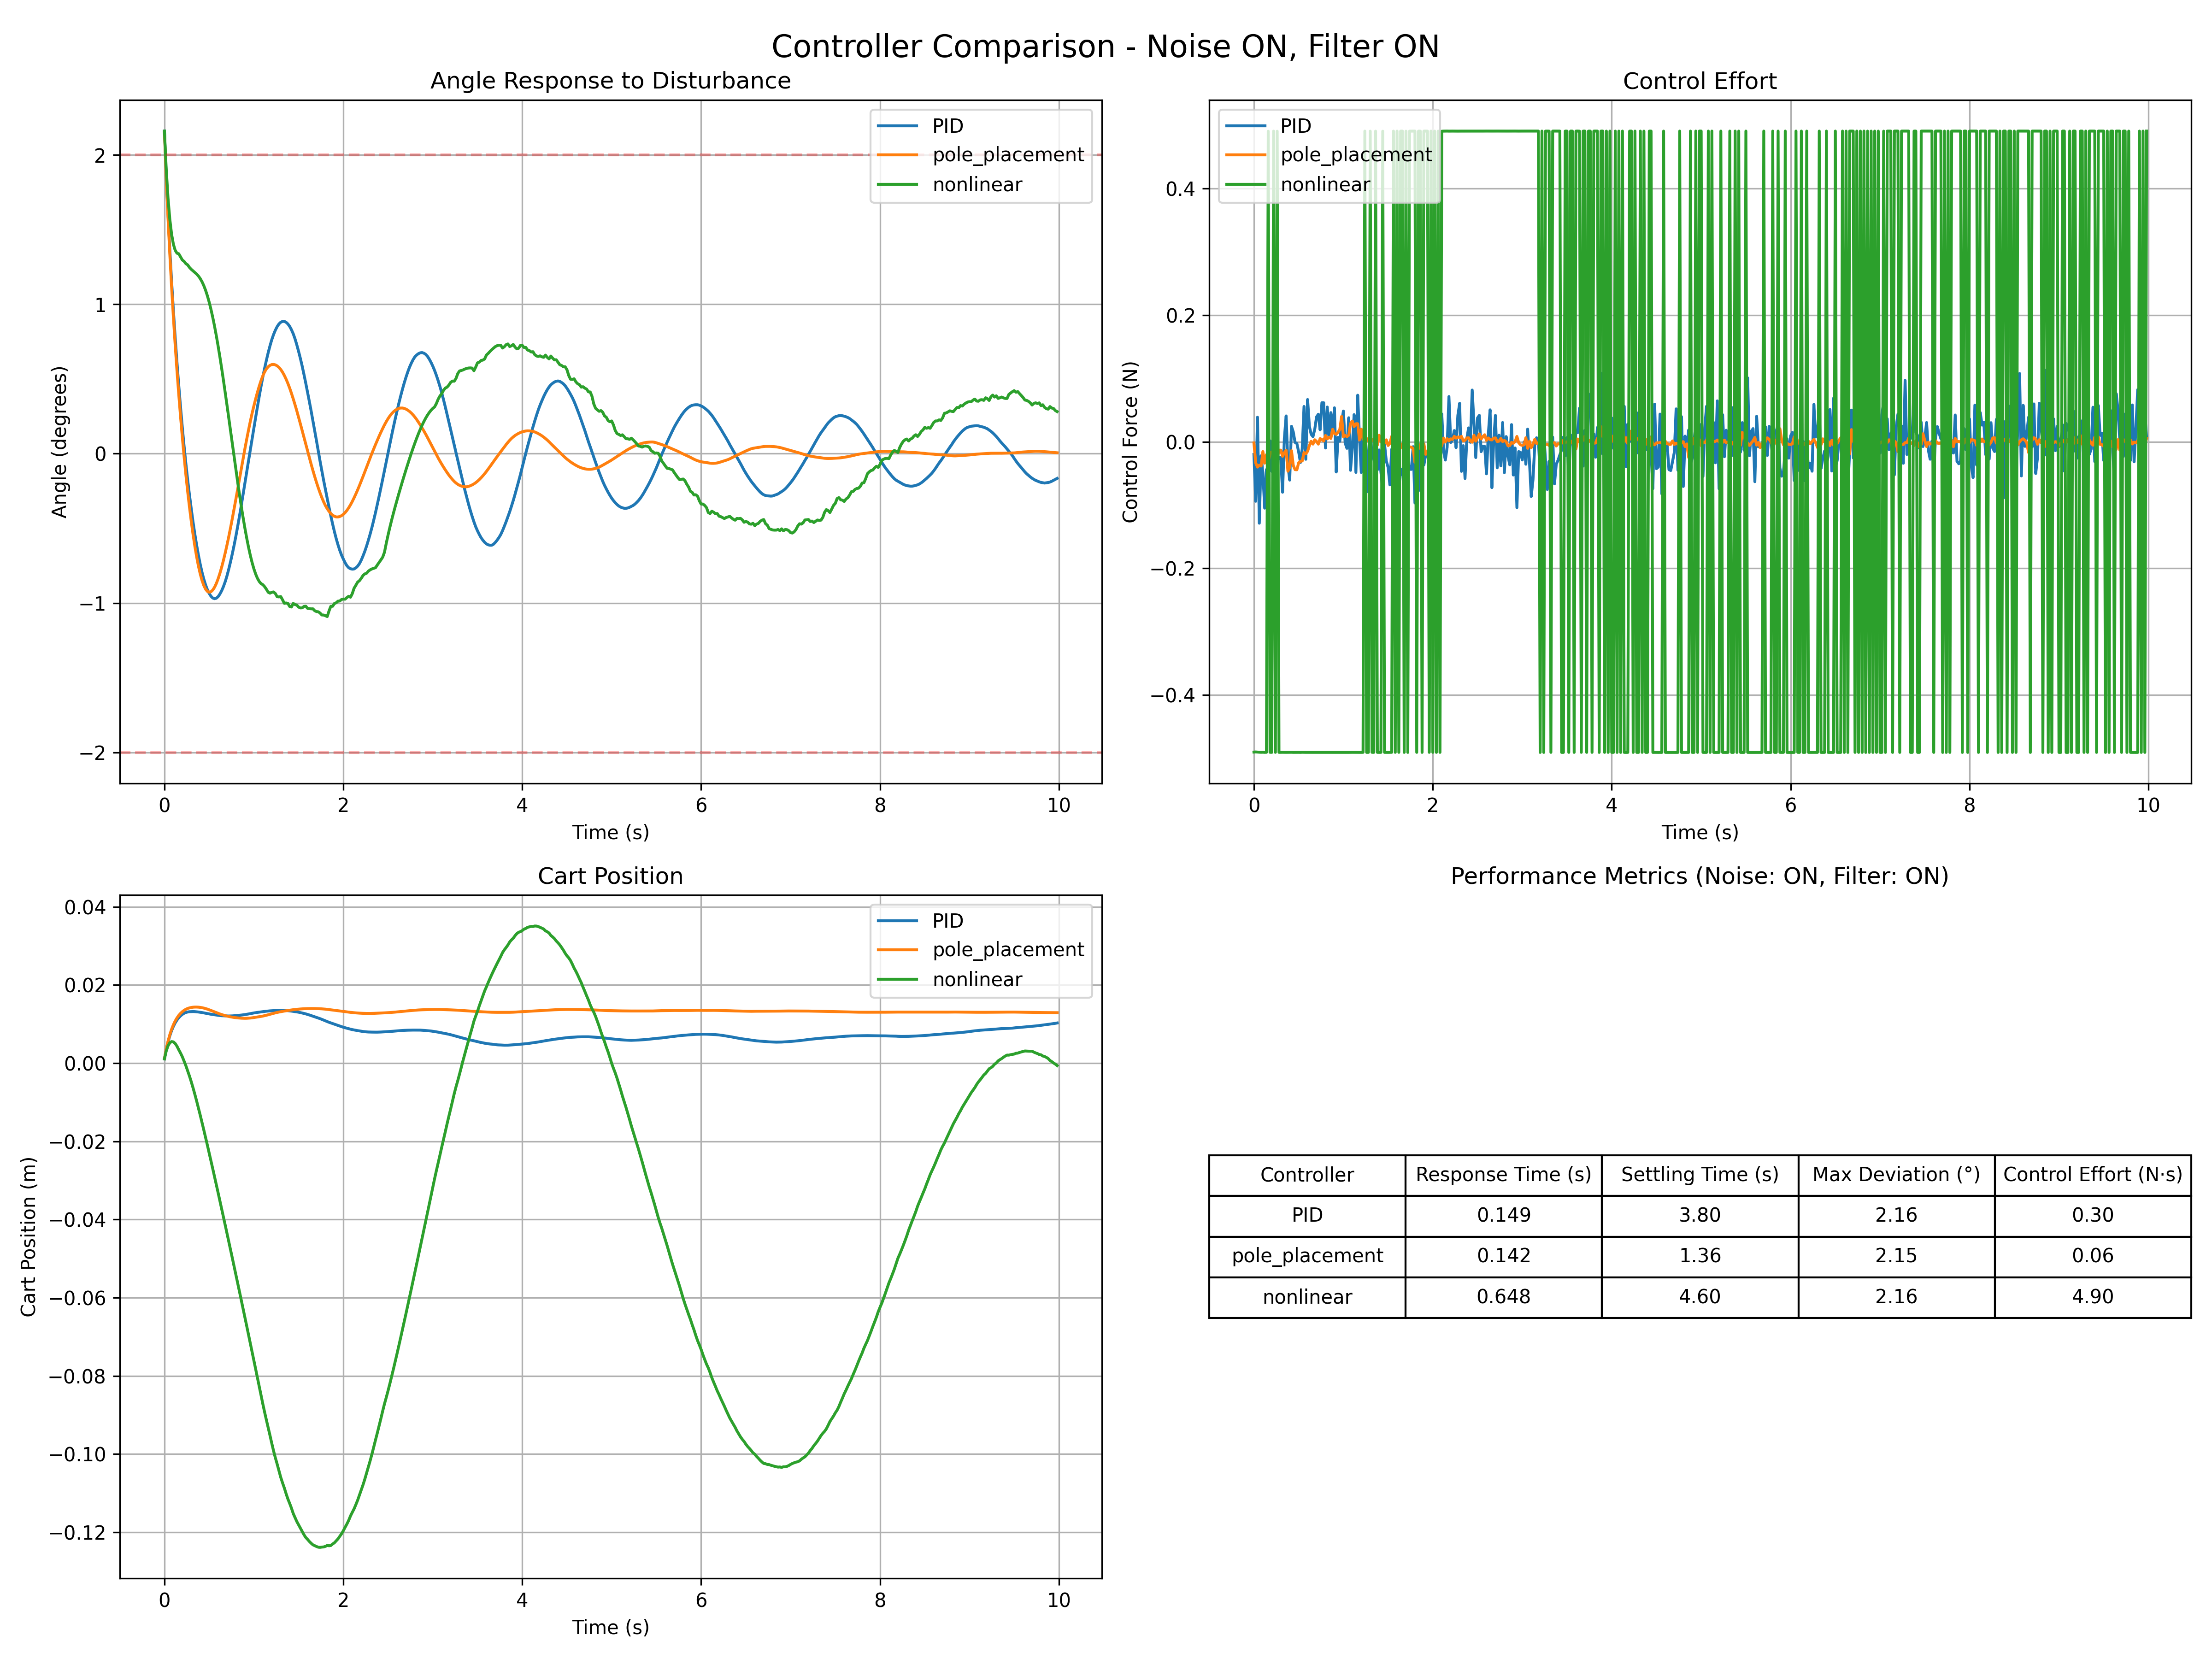 Controller Comparison - Noise ON, Filter ON
Angle Response to Disturbance
Angle (degrees)
2
1
0
−1
−2
0 2 4 6 8 10
Time (s)
PID
pole_placement
nonlinear
Control Effort
Control Force (N)
0.4
0.2
0.0
−0.2
−0.4
0 2 4 6 8 10
Time (s)
PID
pole_placement
nonlinear
Cart Position
Cart Position (m)
0.04
0.02
0.00
−0.02
−0.04
−0.06
−0.08
−0.10
−0.12
0 2 4 6 8 10
Time (s)
PID
pole_placement
nonlinear
Performance Metrics (Noise: ON, Filter: ON)
Controller Response Time (s) Settling Time (s) Max Deviation (°) Control Effort (N·s)
PID 0.149 3.80 2.16 0.30
pole_placement 0.142 1.36 2.15 0.06
nonlinear 0.648 4.60 2.16 4.90